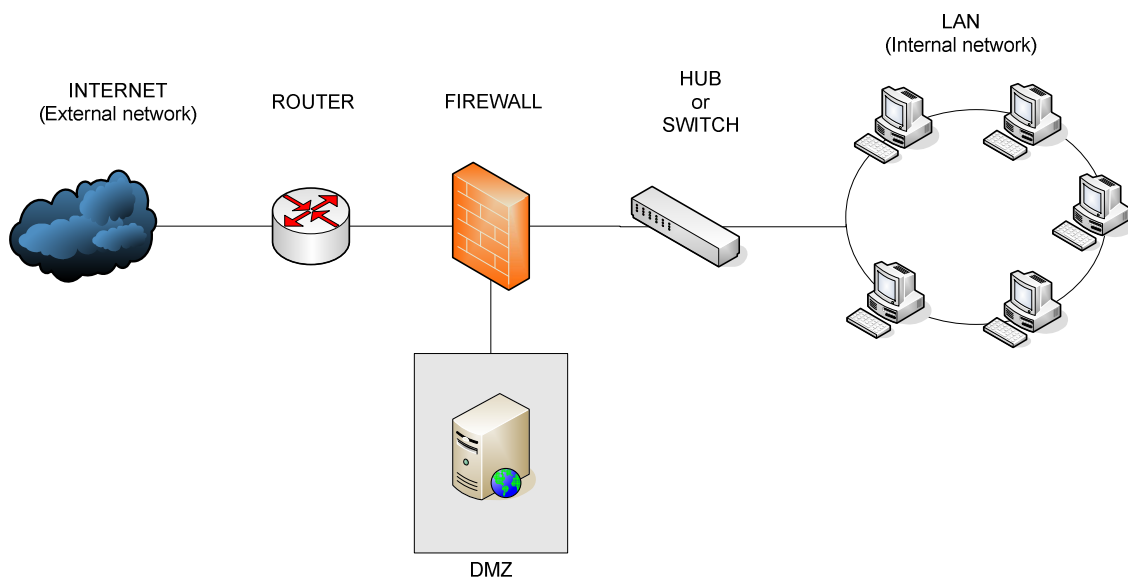 INTERNET
(External network)
ROUTER
FIREWALL
HUB
or
SWITCH
LAN
(Internal network)
DMZ